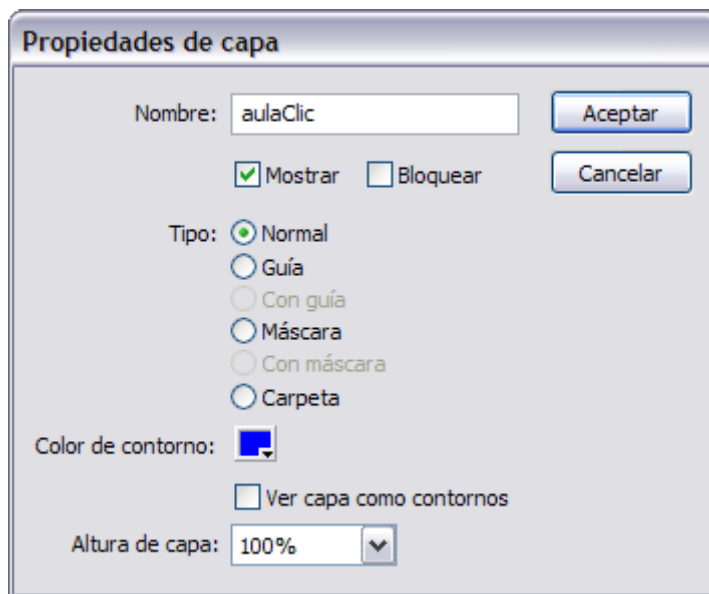 Propiedades de capa
Nombre: aulaClic Aceptar
Mostrar Bloquear Cancelar
Tipo: Normal
Guía
Con guía
Máscara
Con máscara
Carpeta
Color de contorno:
Ver capa como contornos
Altura de capa: 100%